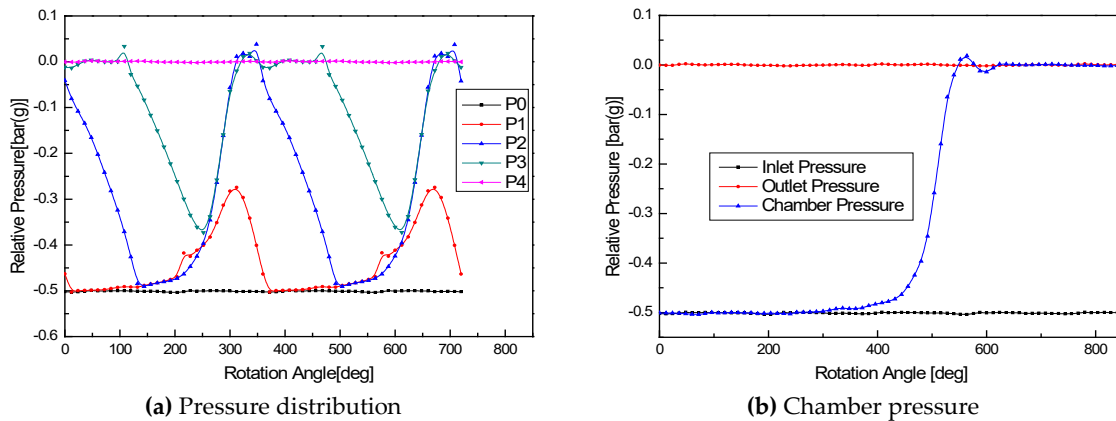 0.0
-0.1
-0.2
-0.3
-0.4
-0.5
-0.6
Relative Pressure[bar(g)]
P0
P1
P2
P3
P4
0 100 200 300 400 500 600 700 800
Rotation Angle[deg]
(a) Pressure distribution
0.1
0.0
-0.1
-0.2
-0.3
-0.4
-0.5
Relative Pressure [bar(g)]
Inlet Pressure
Outlet Pressure
Chamber Pressure
0 200 400 600 800
Rotation Angle [deg]
(b) Chamber pressure